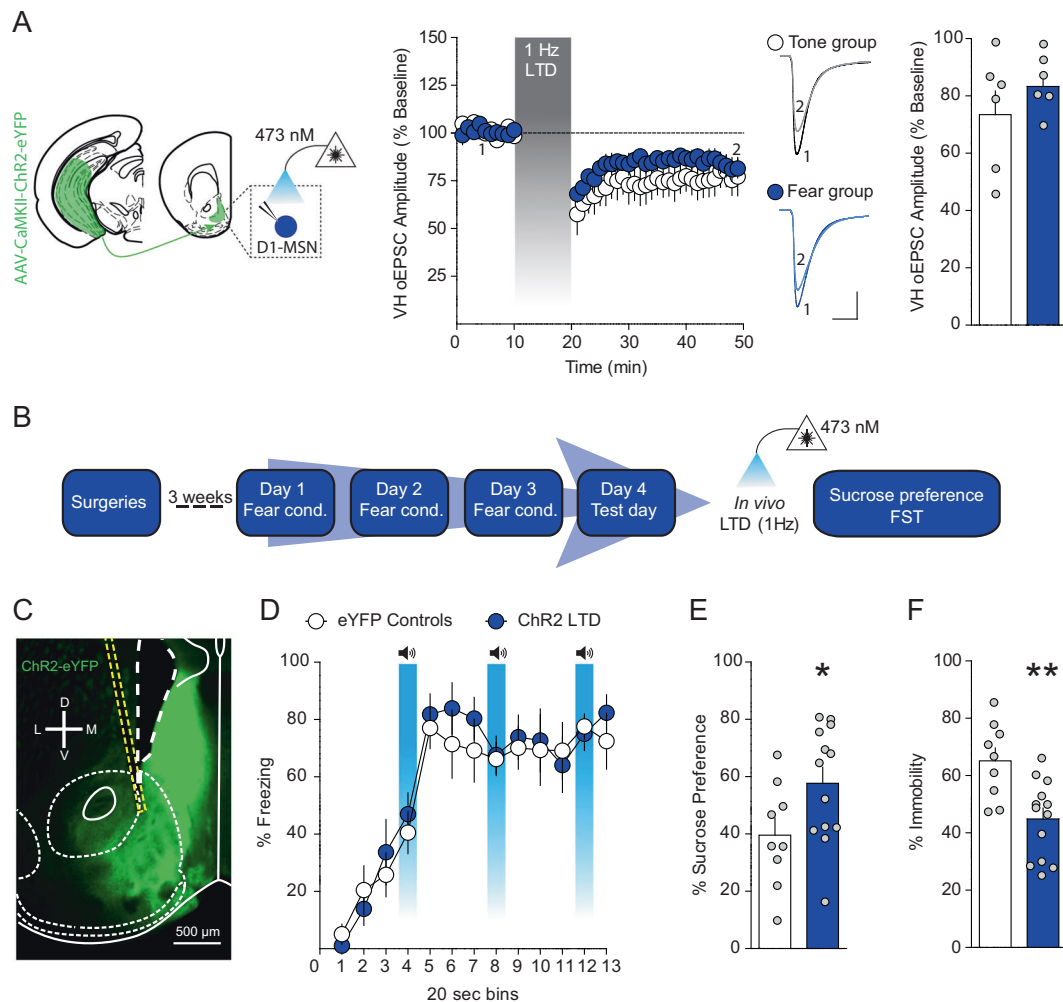 A
AAV-CaMKII-ChR2-eYFP
473 nM
D1-MSN
VH oEPSC Amplitude (% Baseline)
150
125
100
75
50
25
0
10
20
30
40
50
Time (min)
1 Hz
LTD
1
2
Tone group
2
1
Fear group
2
1
VH oEPSC Amplitude (% Baseline)
100
80
60
40
20
0
B
Surgeries
3 weeks
Day 1
Fear cond.
Day 2
Fear cond.
Day 3
Fear cond.
Day 4
Test day
473 nM
In vivo
LTD (1Hz)
Sucrose preference
FST
C
ChR2-eYFP
D
L
M
V
500 µm
D
eYFP Controls
ChR2 LTD
% Freezing
100
80
60
40
20
0 1 2 3 4 5 6 7 8 9 10 11 12 13
20 sec bins
E
% Sucrose Preference
100
80
60
40
20
0
*
F
% Immobility
100
80
60
40
20
0
**